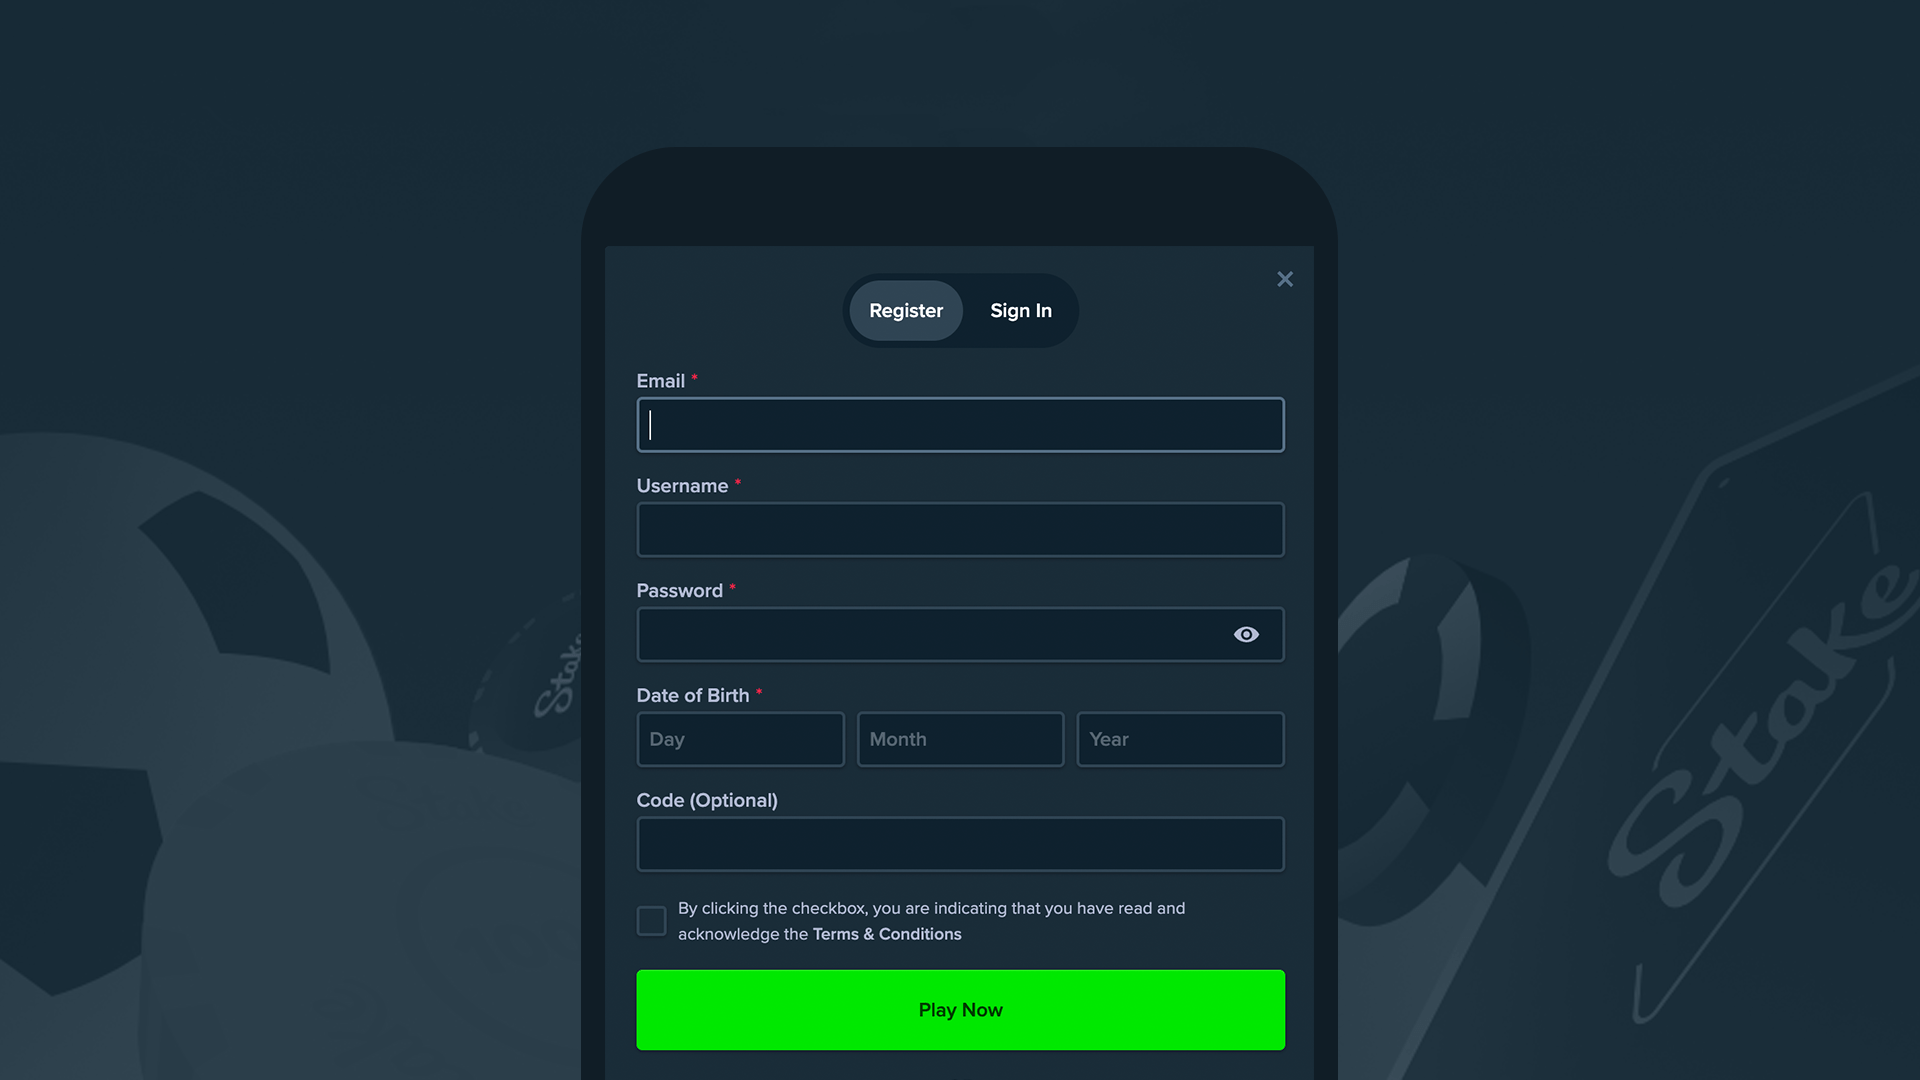 Register Sign In
Email *
Username *
Password *
Date of Birth *
Day Month Year
Code (Optional)
By clicking the checkbox, you are indicating that you have read and
acknowledge the Terms & Conditions
Play Now
Stake
Stake